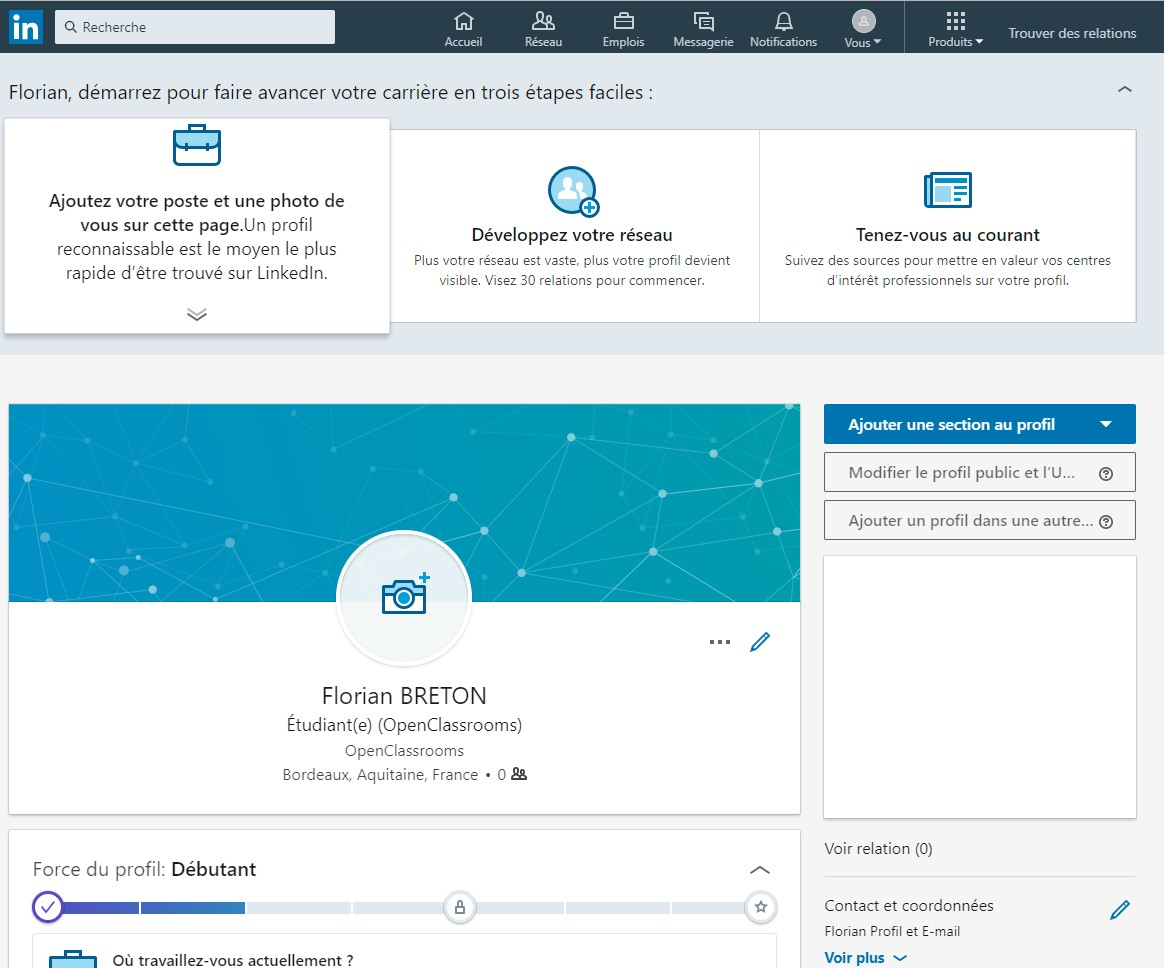 in
Recherche
Accueil
Réseau
Emplois
Messagerie
Notifications
Vous
Produits
Trouver des relations
Florian, démarrez pour faire avancer votre carrière en trois étapes faciles :
Ajoutez votre poste et une photo de
vous sur cette page.Un profil
reconnaissable est le moyen le plus
rapide d’être trouvé sur LinkedIn.
Développez votre réseau
Plus votre réseau est vaste, plus votre profil devient
visible. Visez 30 relations pour commencer.
Tenez-vous au courant
Suivez des sources pour mettre en valeur vos centres
d’intérêt professionnels sur votre profil.
Ajouter une section au profil
Modifier le profil public et l’U...
Ajouter un profil dans une autre...
Florian BRETON
Étudiant(e) (OpenClassrooms)
OpenClassrooms
Bordeaux, Aquitaine, France • 0
Voir relation (0)
Contact et coordonnées
Florian Profil et E-mail
Voir plus
Force du profil: Débutant
Où travaillez-vous actuellement ?